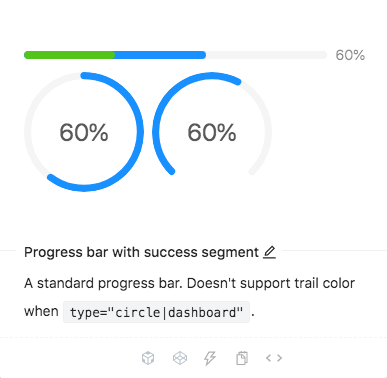 60%
60% 60%
Progress bar with success segment
A standard progress bar. Doesn't support trail color
when type="circle|dashboard" .